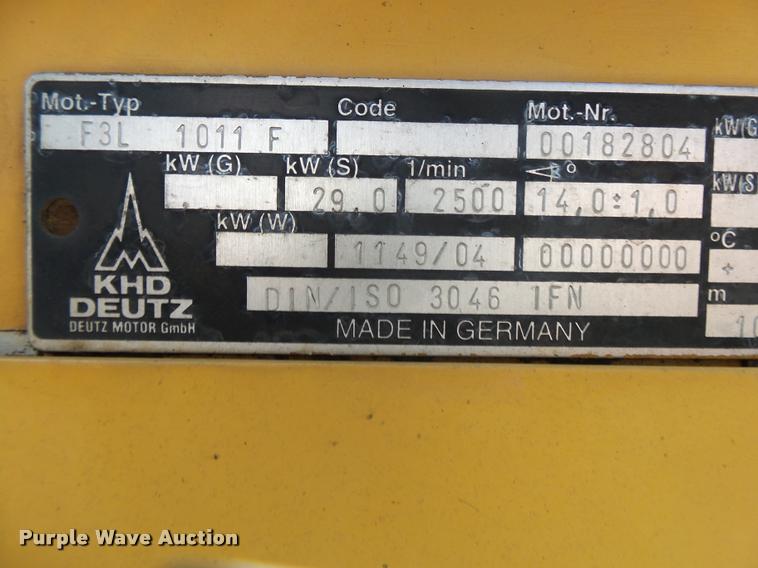 Mot.-Typ Code Mot.-Nr.
F3L 1011 F 00182804 kW(G
kW (G) kW (S) 1/min °
29,0 2500 14,0±1,0 kW(S
kW (W)
1149/04 00000000 °C
+
KHD
DEUTZ
DEUTZ MOTOR GmbH
DIN/ISO 3046 IFN m
10
MADE IN GERMANY
Purple Wave Auction